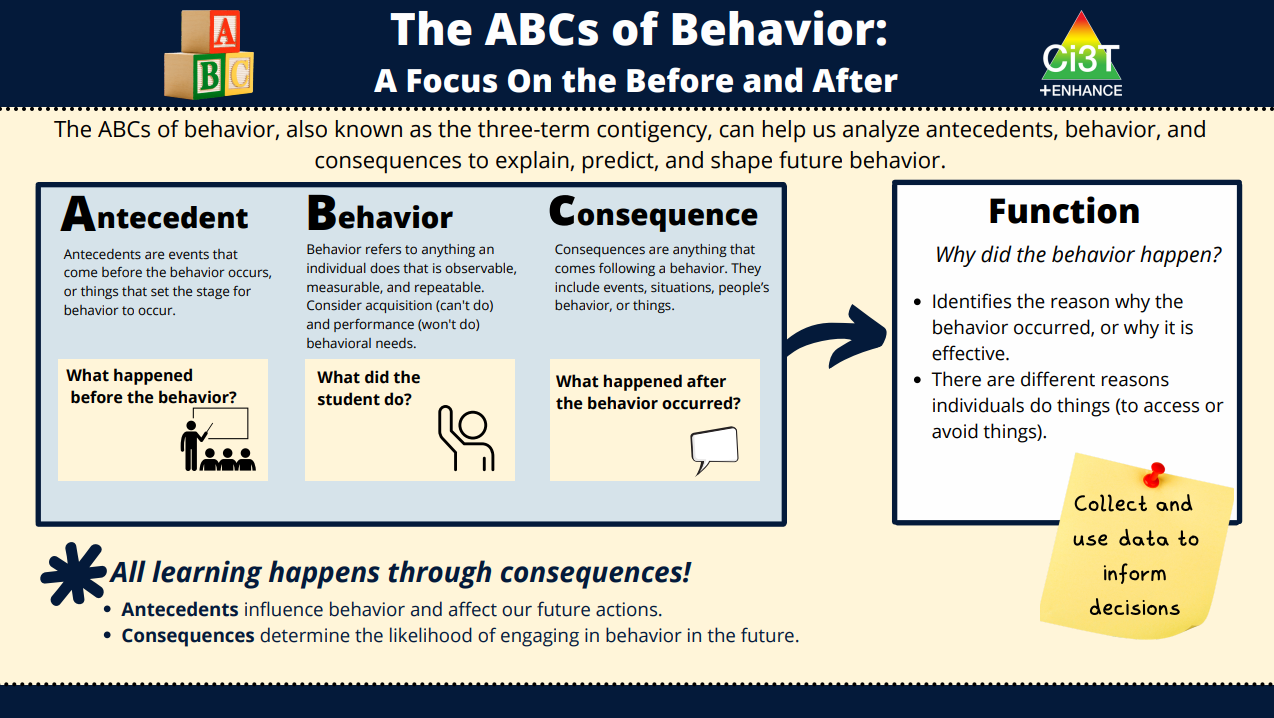 A
B C
The ABCs of Behavior:
A Focus On the Before and After
Ci3T
+ENHANCE
The ABCs of behavior, also known as the three-term contigency, can help us analyze antecedents, behavior, and
consequences to explain, predict, and shape future behavior.
Antecedent
Antecedents are events that
come before the behavior occurs,
or things that set the stage for
behavior to occur.
What happened
before the behavior?
Behavior
Behavior refers to anything an
individual does that is observable,
measurable, and repeatable.
Consider acquisition (can't do)
and performance (won't do)
behavioral needs.
What did the
student do?
Consequence
Consequences are anything that
comes following a behavior. They
include events, situations, people’s
behavior, or things.
What happened after
the behavior occurred?
Function
Why did the behavior happen?
• Identifies the reason why the
behavior occurred, or why it is
effective.
• There are different reasons
individuals do things (to access or
avoid things).
Collect and
use data to
inform
decisions
All learning happens through consequences!
• Antecedents influence behavior and affect our future actions.
• Consequences determine the likelihood of engaging in behavior in the future.